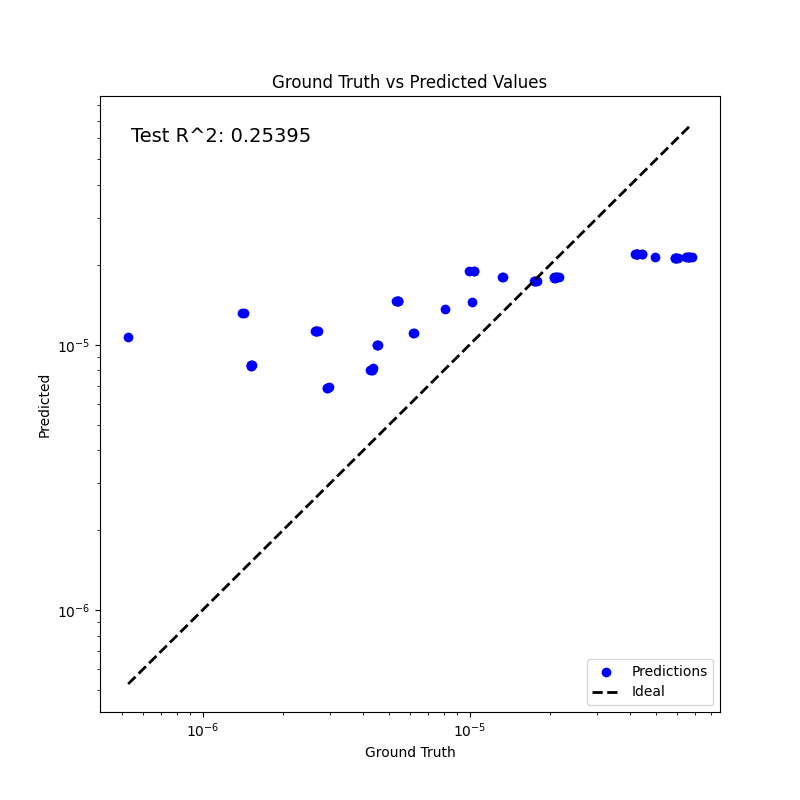 Ground Truth vs Predicted Values
Test R^2: 0.25395
10⁻⁵
10⁻⁶
Predicted
10⁻⁶
10⁻⁵
Ground Truth
Predictions
Ideal